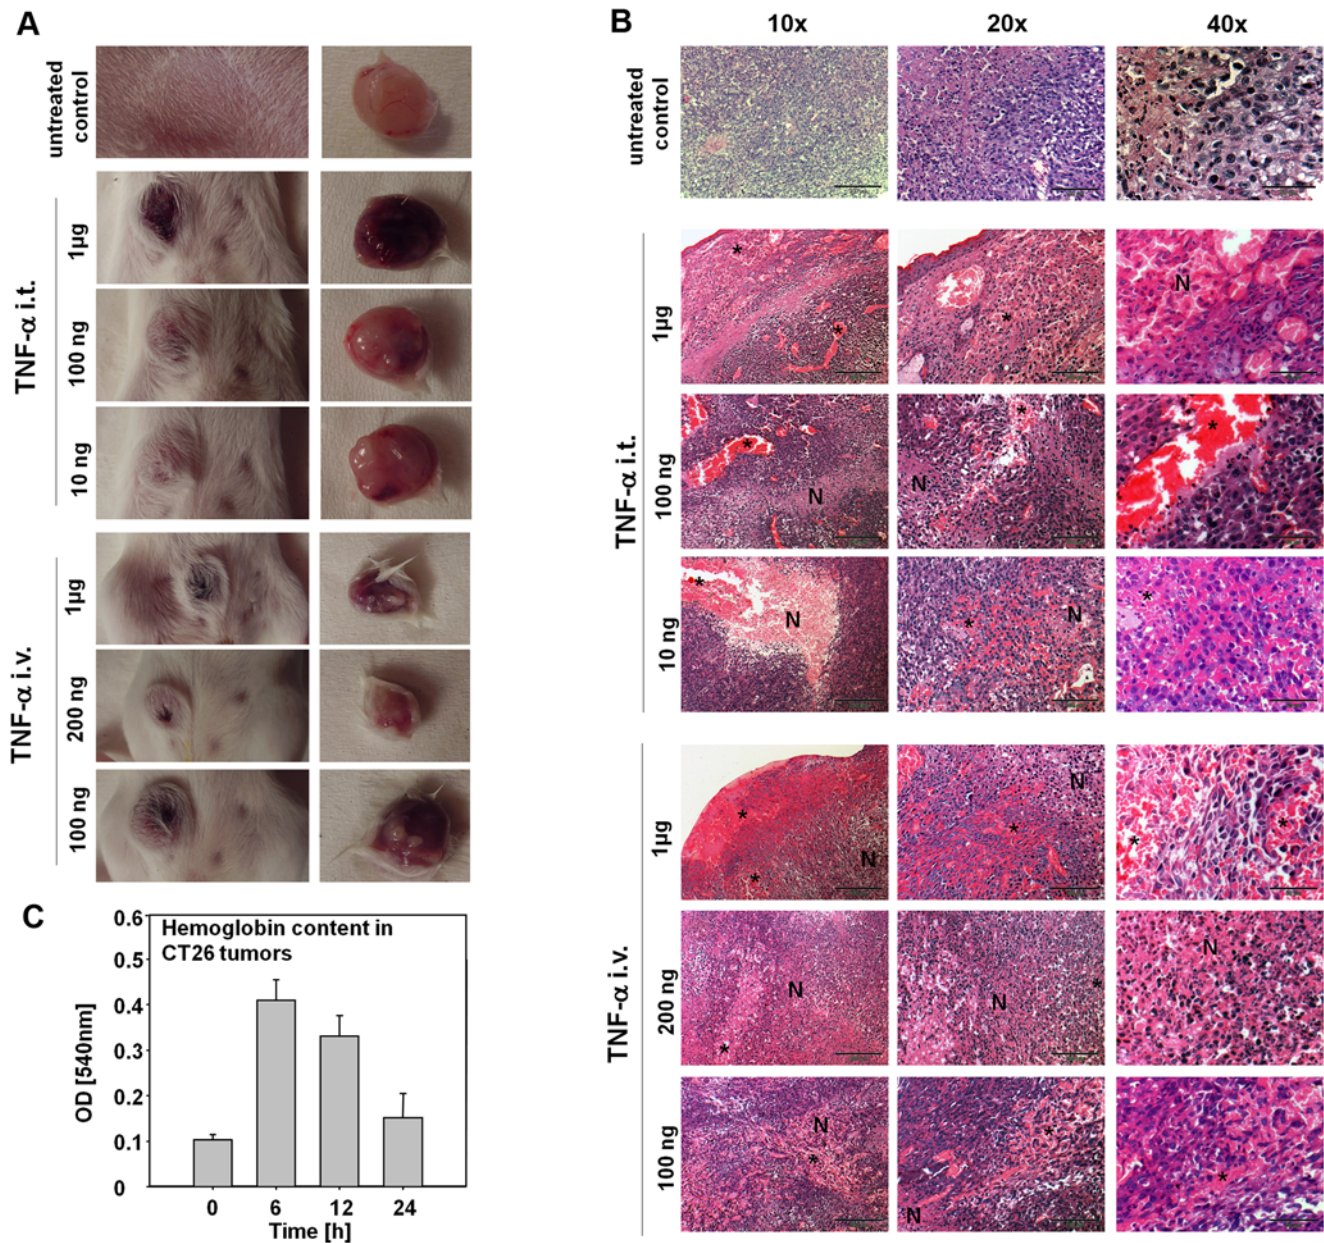 A
untreated
control
TNF-α i.t.
1µg
100 ng
10 ng
TNF-α i.v.
1µg
200 ng
100 ng
B
10x
20x
40x
untreated
control
TNF-α i.t.
1µg
*
*
*
N
100 ng
*
N
*
N
*
10 ng
*
N
*
N
*
TNF-α i.v.
1µg
*
*
N
N
*
*
*
200 ng
N
*
N
*
N
100 ng
N
*
*
N
*
C
Hemoglobin content in
CT26 tumors
OD [540nm]
0.6
0.5
0.4
0.3
0.2
0.1
0
0
6
12
24
Time [h]